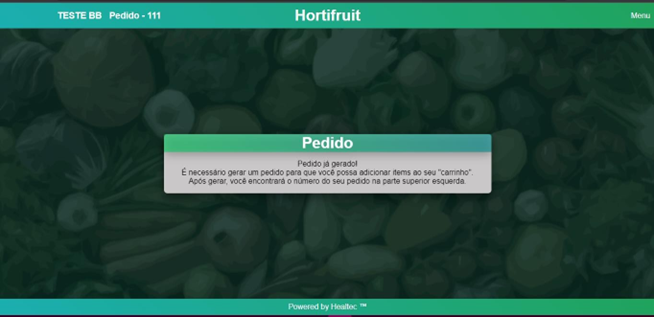 TESTE BB Pedido - 111
Hortifruit
Menu
Pedido
Pedido já gerado!
É necessário gerar um pedido para que você possa adicionar items ao seu "carrinho".
Após gerar, você encontrará o número do seu pedido na parte superior esquerda.
Powered by Healtec ™